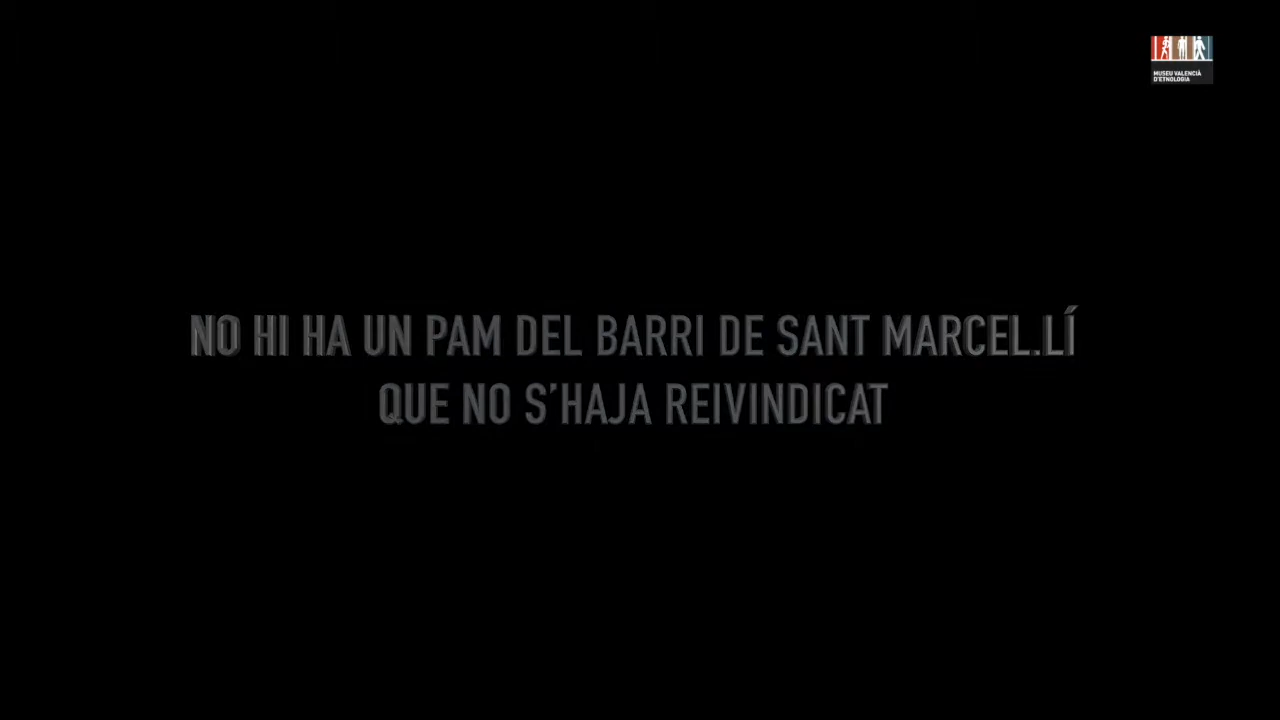 MUSEU VALENCIÀ
D'ETNOLOGIA
NO HI HA UN PAM DEL BARRI DE SANT MARCEL.LÍ
QUE NO S'HAJA REIVINDICAT